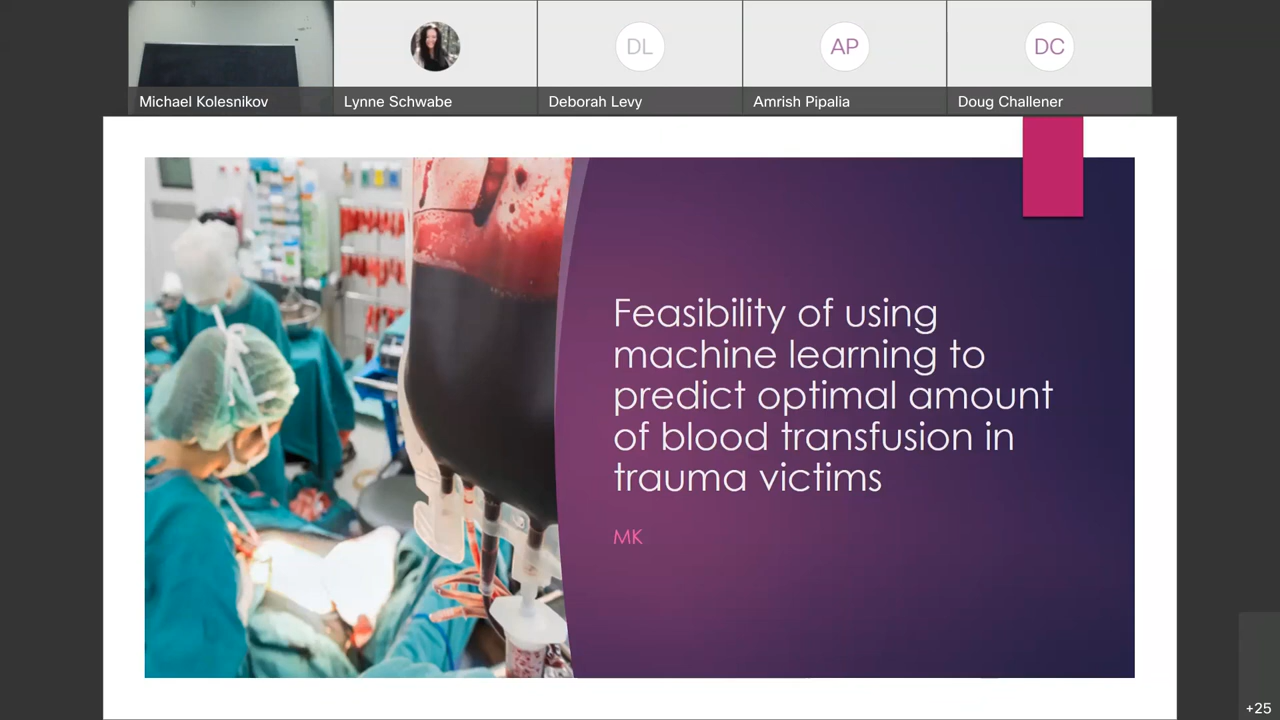 Michael Kolesnikov
Lynne Schwabe
DL
Deborah Levy
AP
Amrish Pipalia
DC
Doug Challener
Feasibility of using
machine learning to
predict optimal amount
of blood transfusion in
trauma victims
MK
+25